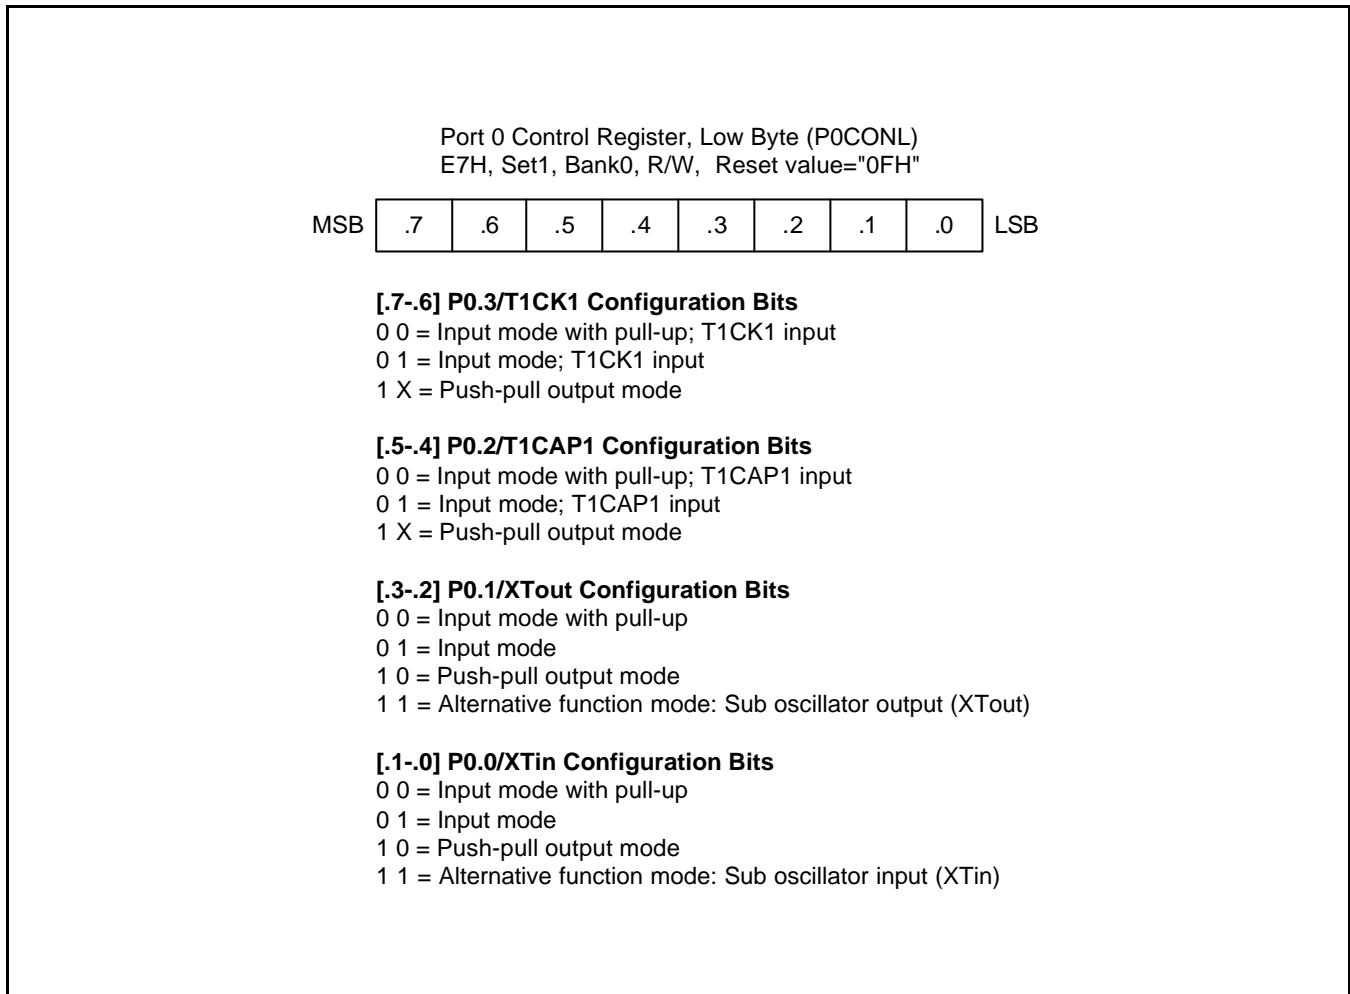 Port 0 Control Register, Low Byte (P0CONL)
E7H, Set1, Bank0, R/W, Reset value="0FH"
MSB .7 .6 .5 .4 .3 .2 .1 .0 LSB
[.7-.6] P0.3/T1CK1 Configuration Bits
0 0 = Input mode with pull-up; T1CK1 input
0 1 = Input mode; T1CK1 input
1 X = Push-pull output mode
[.5-.4] P0.2/T1CAP1 Configuration Bits
0 0 = Input mode with pull-up; T1CAP1 input
0 1 = Input mode; T1CAP1 input
1 X = Push-pull output mode
[.3-.2] P0.1/XTout Configuration Bits
0 0 = Input mode with pull-up
0 1 = Input mode
1 0 = Push-pull output mode
1 1 = Alternative function mode: Sub oscillator output (XTout)
[.1-.0] P0.0/XTin Configuration Bits
0 0 = Input mode with pull-up
0 1 = Input mode
1 0 = Push-pull output mode
1 1 = Alternative function mode: Sub oscillator input (XTin)